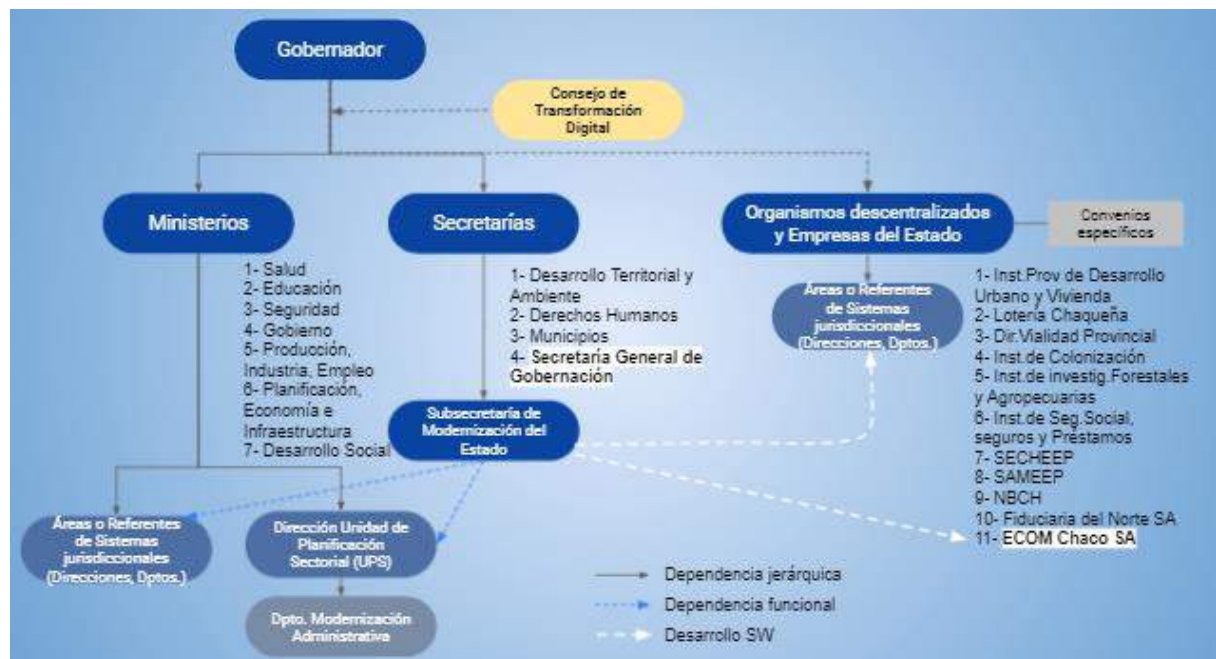 Gobernador
Consejo de
Transformación
Digital
Ministerios
Secretarías
Organismos descentralizados
y Empresas del Estado
Convenios
específicos
1- Salud
2- Educación
3- Seguridad
4- Gobierno
5- Producción,
Industria, Empleo
6- Planificación,
Economía e
Infraestructura
7- Desarrollo Social
1- Desarrollo Territorial y
Ambiente
2- Derechos Humanos
3- Municipios
4- Secretaría General de
Gobernación
Áreas o Referentes
de Sistemas
jurisdiccionales
(Direcciones, Dptos.)
1- Inst.Prov de Desarrollo
Urbano y Vivienda
2- Lotería Chaqueña
3- Dir.Vialidad Provincial
4- Inst.de Colonización
5- Inst.de investig.Forestales
y Agropecuarias
6- Inst.de Seg.Social,
seguros y Préstamos
7- SECHEEP
8- SAMEEP
9- NBCH
10- Fiduciaria del Norte SA
11- ECOM Chaco SA
Subsecretaría de
Modernización del
Estado
Áreas o Referentes
de Sistemas
jurisdiccionales
(Direcciones, Dptos.)
Dirección Unidad de
Planificación
Sectorial (UPS)
Dpto. Modernización
Administrativa
Dependencia jerárquica
Dependencia funcional
Desarrollo SW